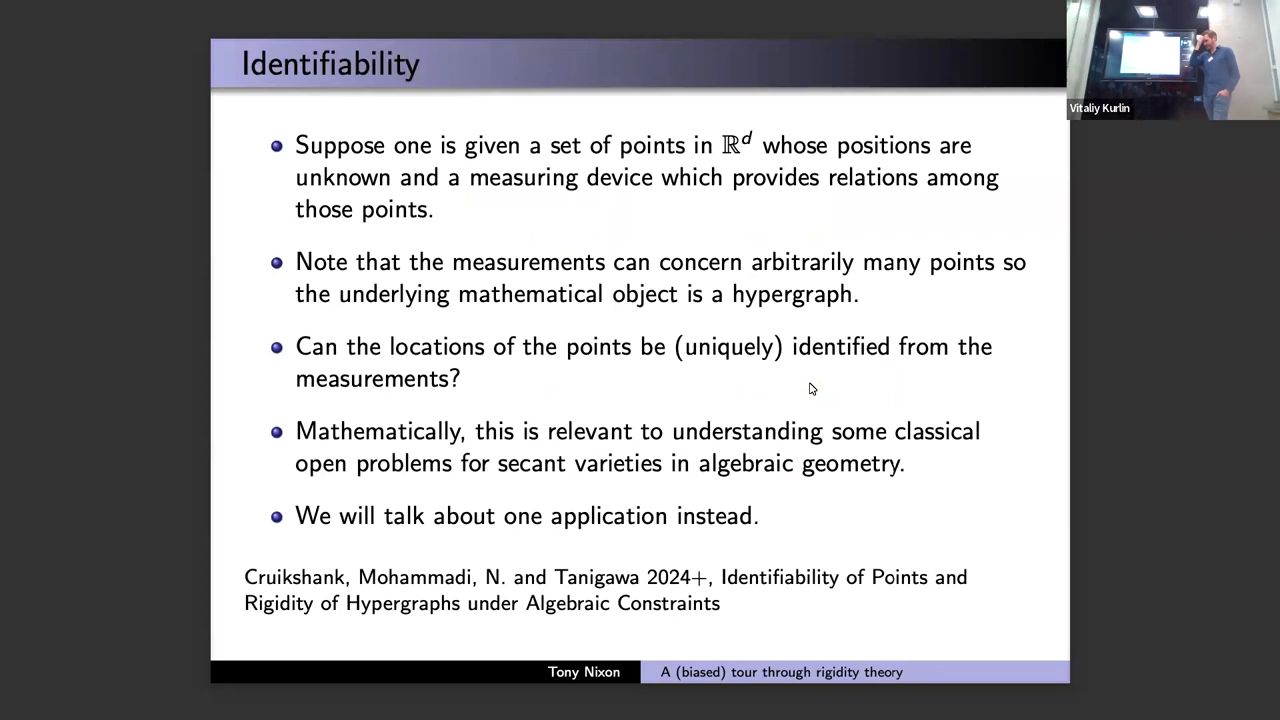 Identifiability
Vitaliy Kurlin
Suppose one is given a set of points in ℝᵈ whose positions are
unknown and a measuring device which provides relations among
those points.
Note that the measurements can concern arbitrarily many points so
the underlying mathematical object is a hypergraph.
Can the locations of the points be (uniquely) identified from the
measurements?
Mathematically, this is relevant to understanding some classical
open problems for secant varieties in algebraic geometry.
We will talk about one application instead.
Cruikshank, Mohammadi, N. and Tanigawa 2024+, Identifiability of Points and
Rigidity of Hypergraphs under Algebraic Constraints
Tony Nixon
A (biased) tour through rigidity theory